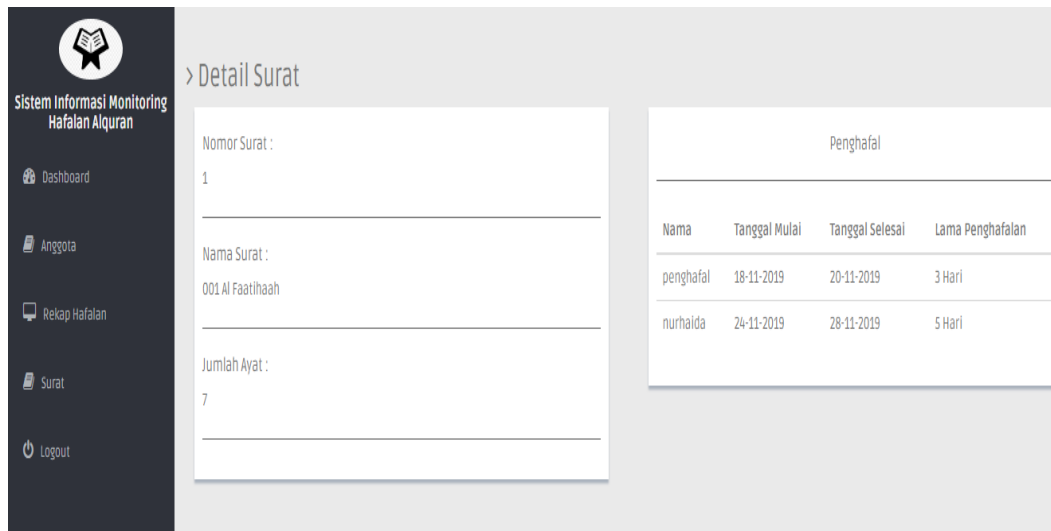 Sistem Informasi Monitoring
Hafalan Alquran
Dashboard
Anggota
Rekap Hafalan
Surat
Logout
> Detail Surat
Nomor Surat :
1
Nama Surat :
001 Al Faatihaah
Jumlah Ayat :
7
Penghafal
Nama Tanggal Mulai Tanggal Selesai Lama Penghafalan
penghafal 18-11-2019 20-11-2019 3 Hari
nurhaida 24-11-2019 28-11-2019 5 Hari